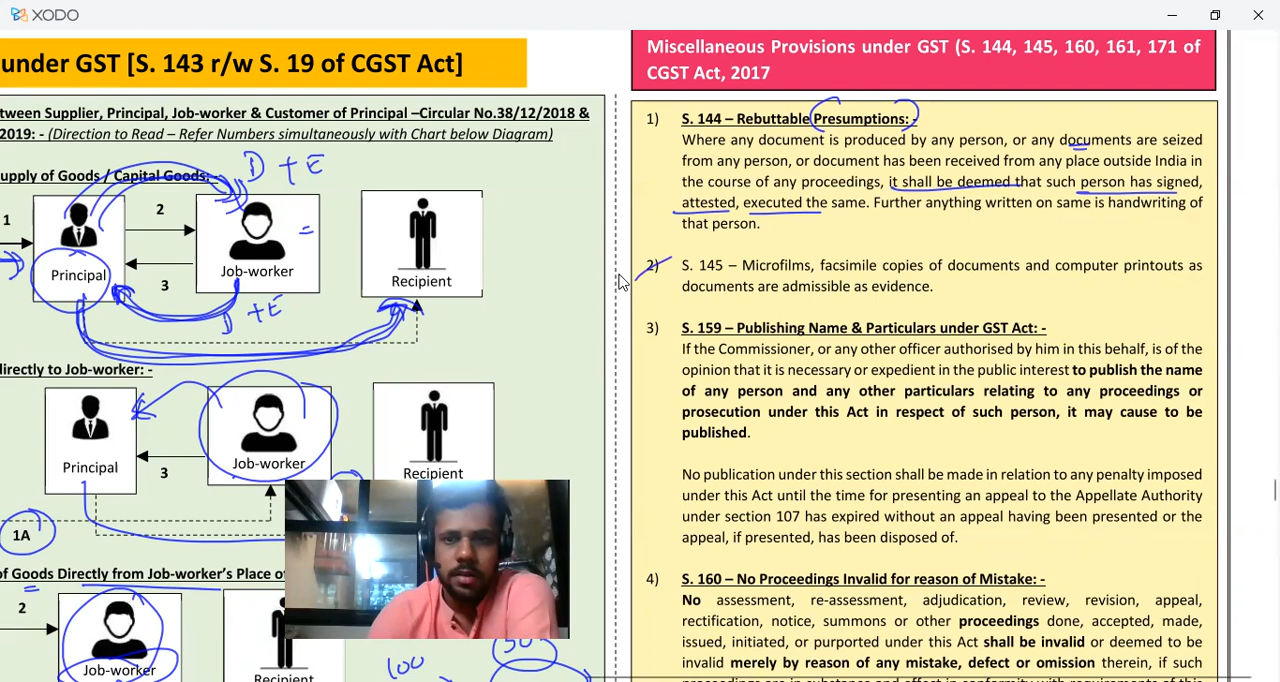 XODO
under GST [S. 143 r/w S. 19 of CGST Act]
tween Supplier, Principal, Job-worker & Customer of Principal –Circular No.38/12/2018 &
2019: - (Direction to Read – Refer Numbers simultaneously with Chart below Diagram)
upply of Goods / Capital Goods: -
D + E
1
2
Principal
Job-worker
=
Recipient
3
D + E
directly to Job-worker: -
Principal
3
Job-worker
Recipient
1A
of Goods Directly from Job-worker's Place o
2
Job-worker
Recipient
100
Miscellaneous Provisions under GST (S. 144, 145, 160, 161, 171 of
CGST Act, 2017
1) S. 144 – Rebuttable Presumptions: -
Where any document is produced by any person, or any documents are seized
from any person, or document has been received from any place outside India in
the course of any proceedings, it shall be deemed that such person has signed,
attested, executed the same. Further anything written on same is handwriting of
that person.
2) S. 145 – Microfilms, facsimile copies of documents and computer printouts as
documents are admissible as evidence.
3) S. 159 – Publishing Name & Particulars under GST Act: -
If the Commissioner, or any other officer authorised by him in this behalf, is of the
opinion that it is necessary or expedient in the public interest to publish the name
of any person and any other particulars relating to any proceedings or
prosecution under this Act in respect of such person, it may cause to be
published.
No publication under this section shall be made in relation to any penalty imposed
under this Act until the time for presenting an appeal to the Appellate Authority
under section 107 has expired without an appeal having been presented or the
appeal, if presented, has been disposed of.
4) S. 160 – No Proceedings Invalid for reason of Mistake: -
No assessment, re-assessment, adjudication, review, revision, appeal,
rectification, notice, summons or other proceedings done, accepted, made,
issued, initiated, or purported under this Act shall be invalid or deemed to be
invalid merely by reason of any mistake, defect or omission therein, if such